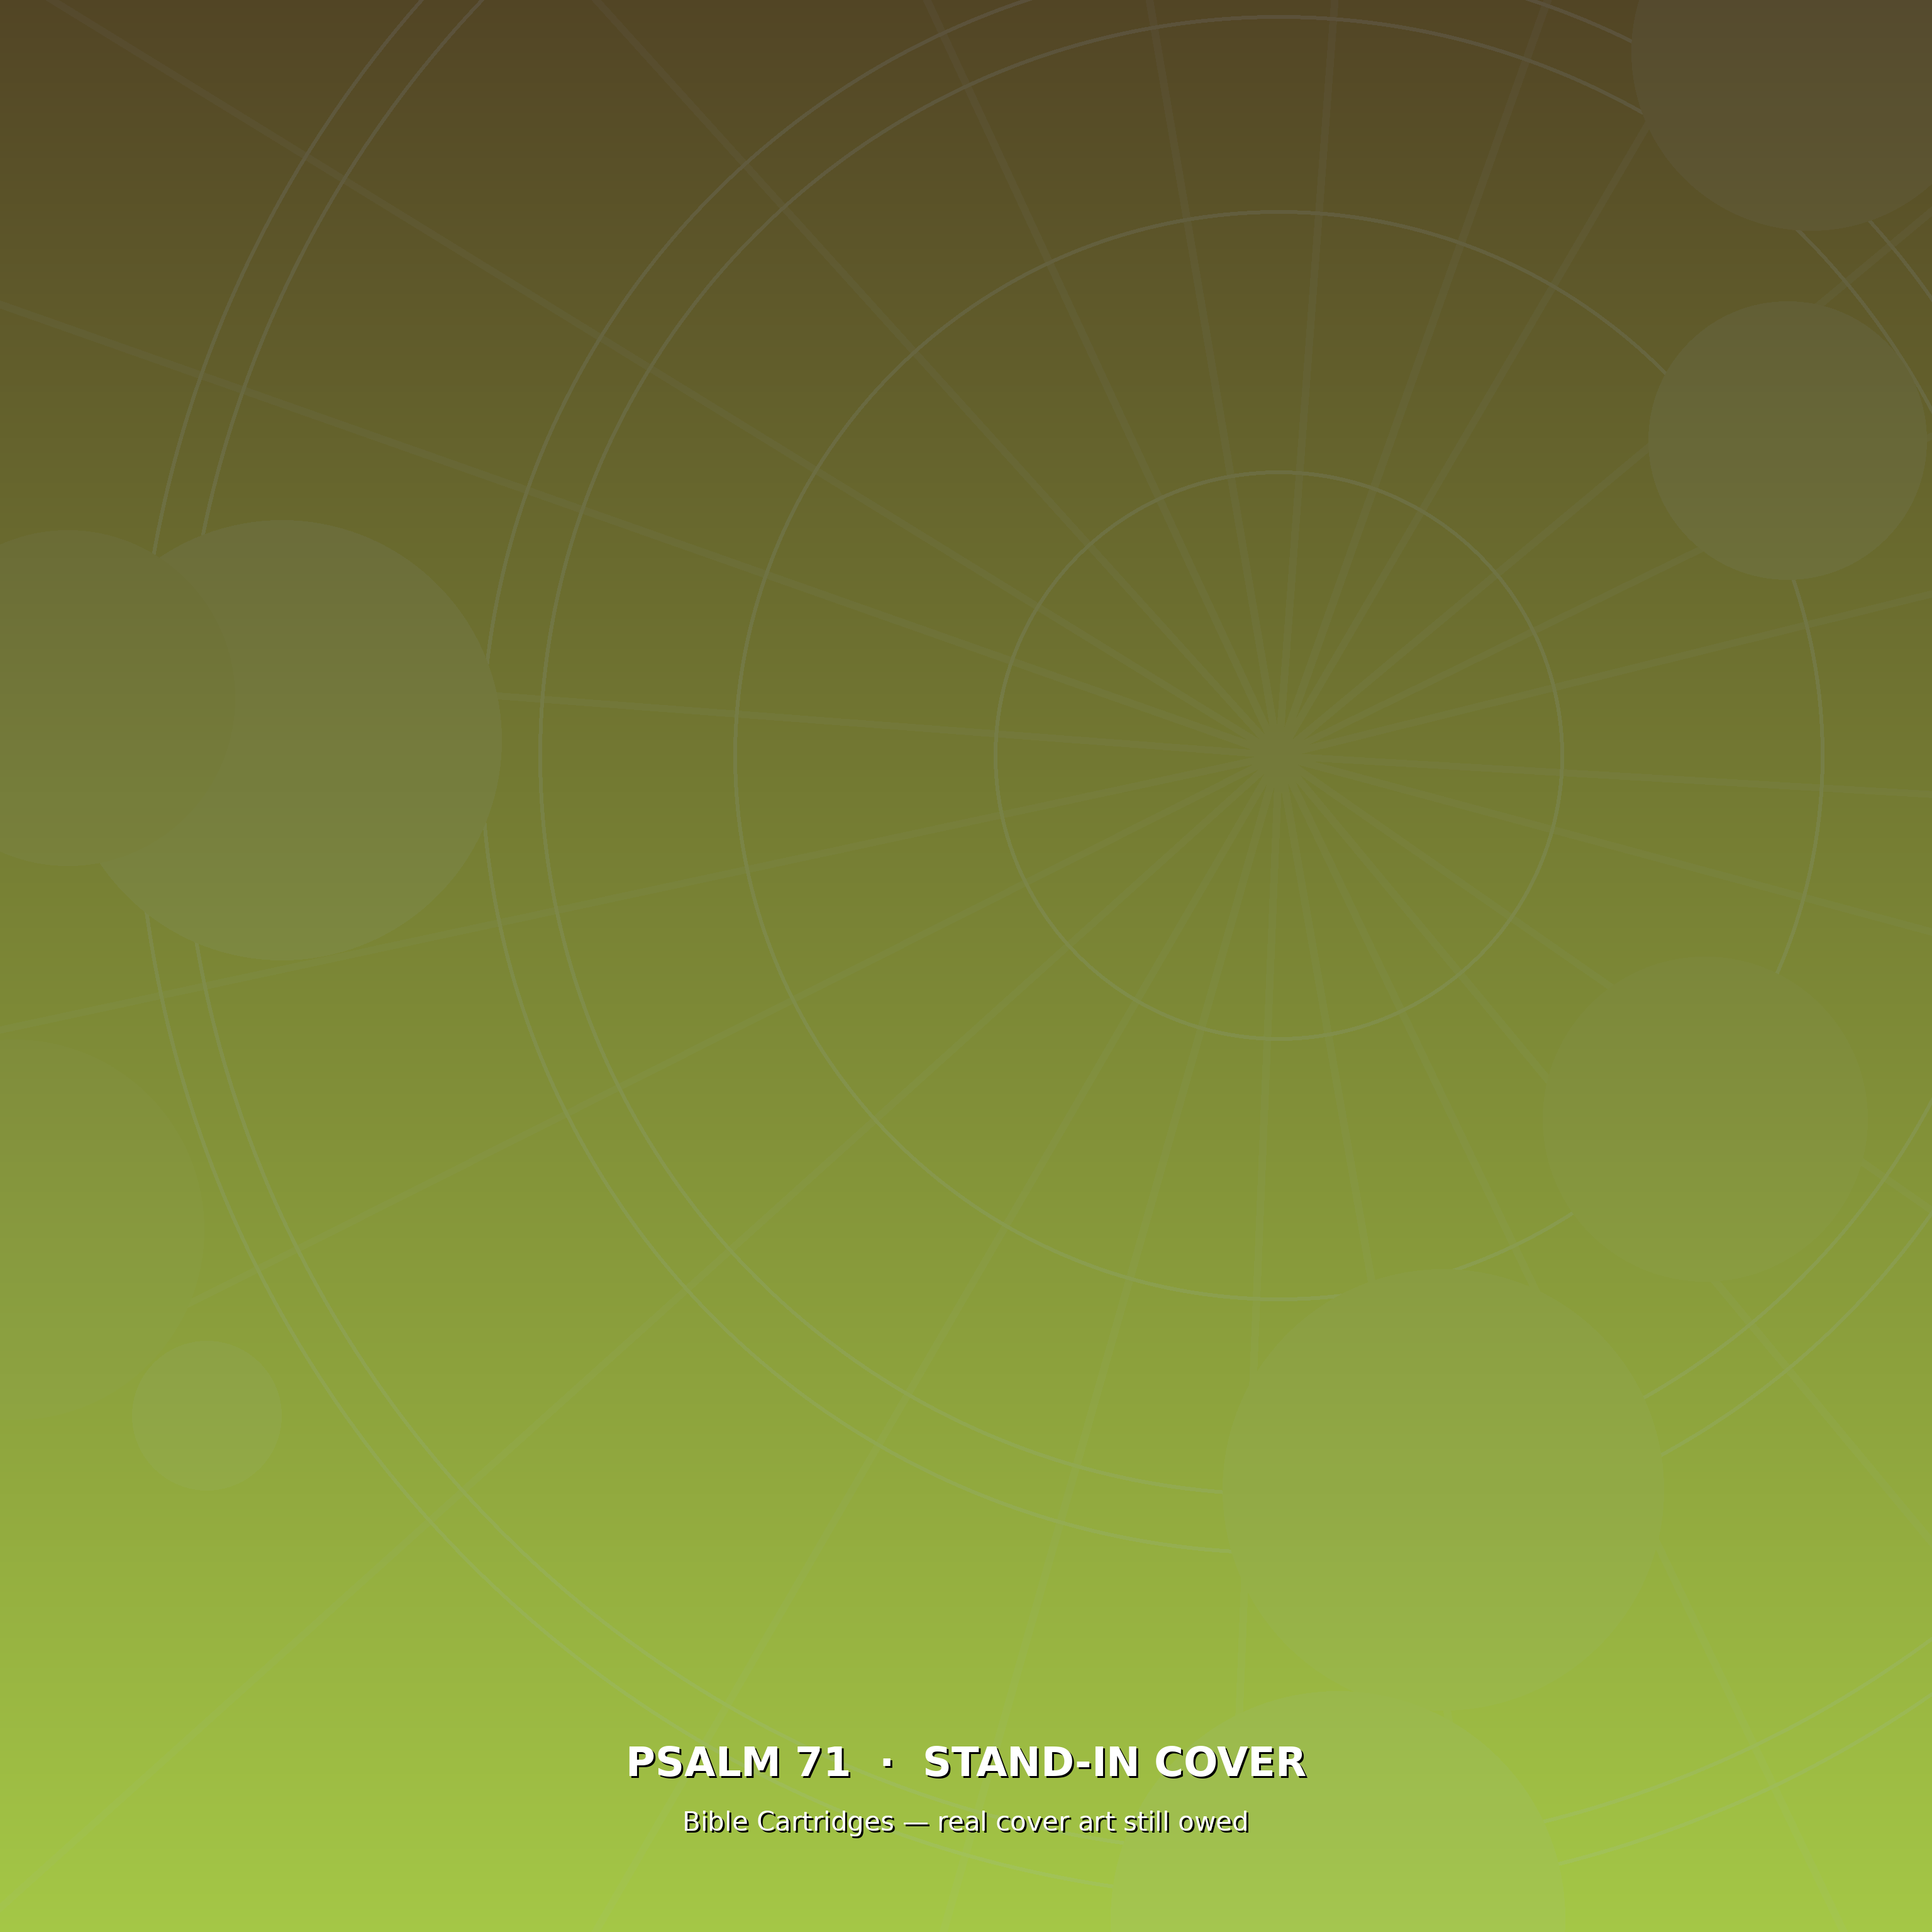 PSALM 71 · STAND-IN COVER
Bible Cartridges — real cover art still owed